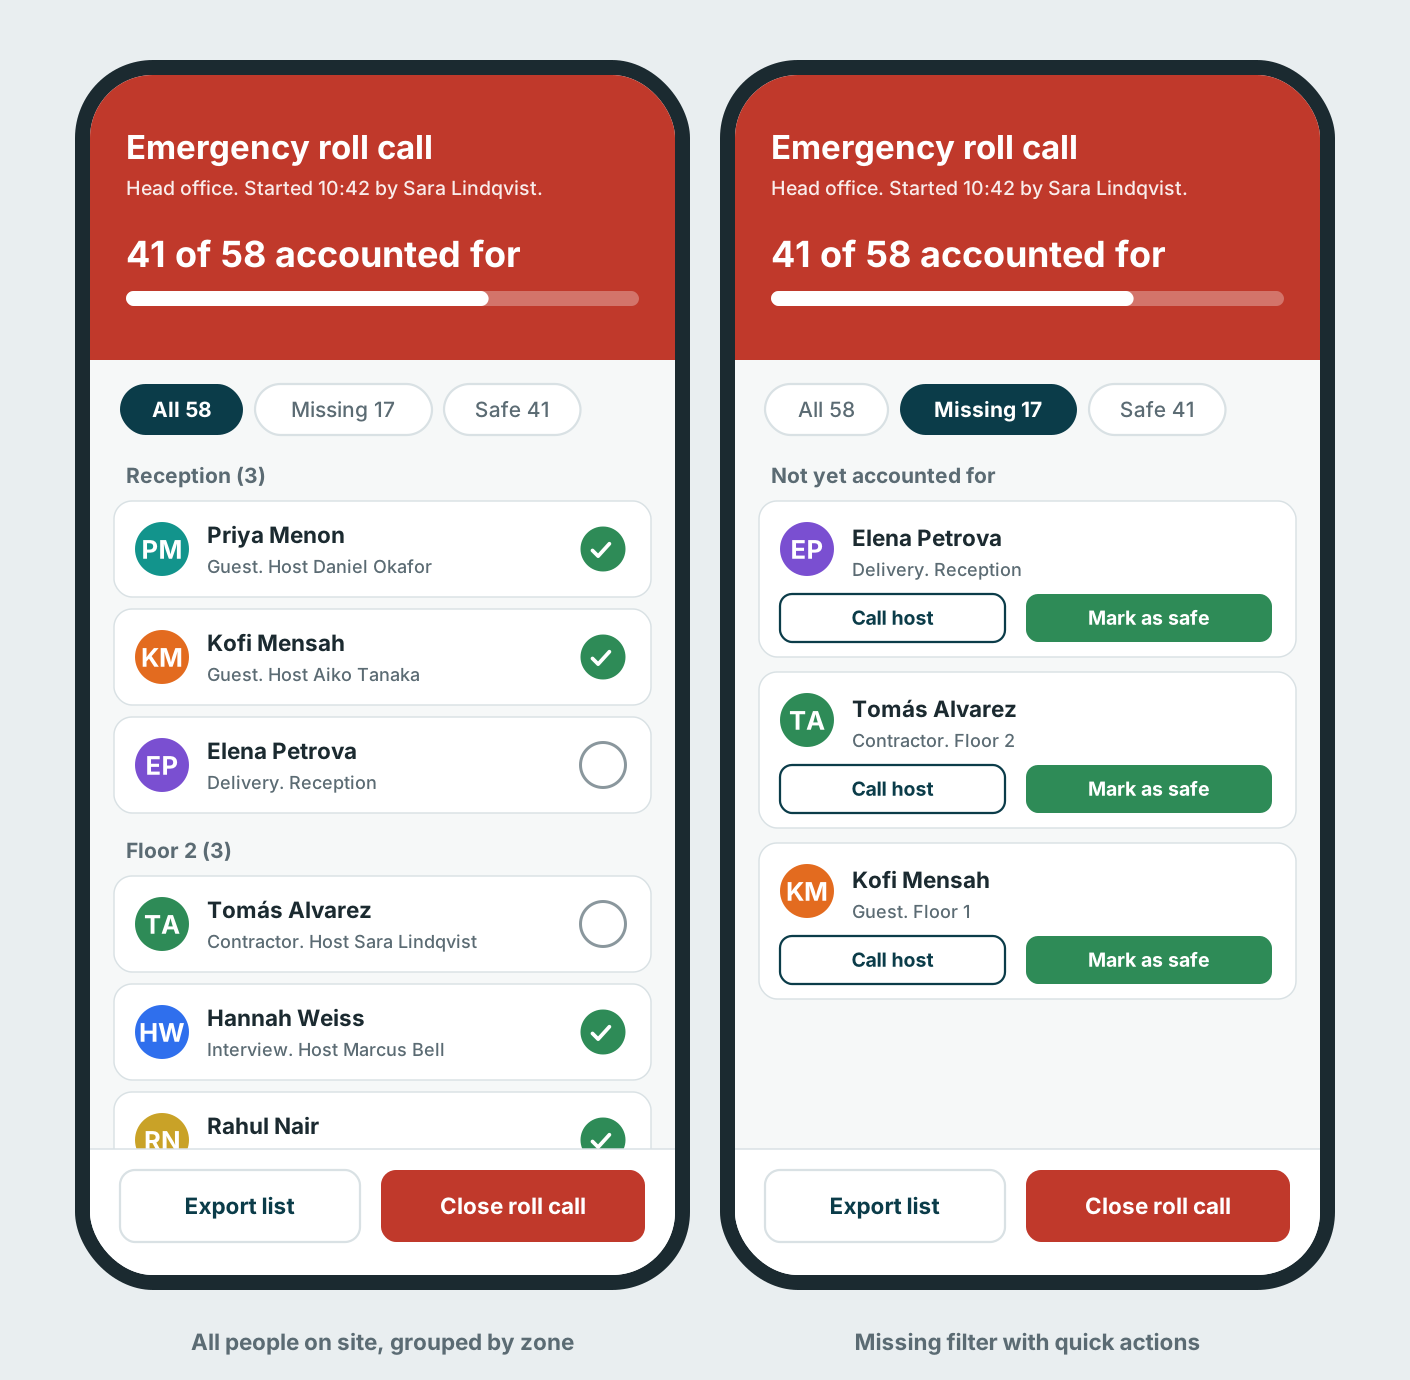 Emergency roll call
Head office. Started 10:42 by Sara Lindqvist.
41 of 58 accounted for
All 58
Missing 17
Safe 41
Reception (3)
PM
Priya Menon
Guest. Host Daniel Okafor
KM
Kofi Mensah
Guest. Host Aiko Tanaka
EP
Elena Petrova
Delivery. Reception
Floor 2 (3)
TA
Tomás Alvarez
Contractor. Host Sara Lindqvist
HW
Hannah Weiss
Interview. Host Marcus Bell
RN
Rahul Nair
Export list
Close roll call
All people on site, grouped by zone
Emergency roll call
Head office. Started 10:42 by Sara Lindqvist.
41 of 58 accounted for
All 58
Missing 17
Safe 41
Not yet accounted for
EP
Elena Petrova
Delivery. Reception
Call host
Mark as safe
TA
Tomás Alvarez
Contractor. Floor 2
Call host
Mark as safe
KM
Kofi Mensah
Guest. Floor 1
Call host
Mark as safe
Export list
Close roll call
Missing filter with quick actions